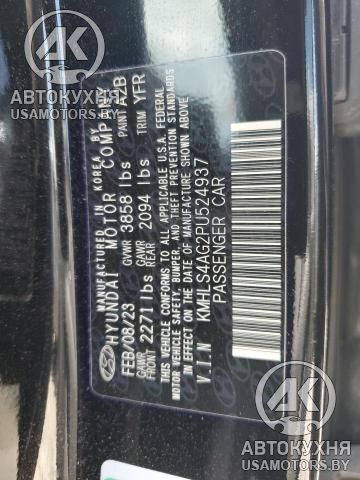 АВТОКУХНЯ
USAMOTORS.BY
MANUFACTURED IN KOREA BY
HYUNDAI MOTOR COMPANY
FEB/08/23 GVWR 3858 lbs PAINT A2B
GAWR FRONT 2271 lbs GAWR REAR 2094 lbs TRIM YFR
THIS VEHICLE CONFORMS TO ALL APPLICABLE U.S.A. FEDERAL
MOTOR VEHICLE SAFETY, BUMPER, AND THEFT PREVENTION STANDARDS
IN EFFECT ON THE DATE OF MANUFACTURE SHOWN ABOVE.
V.I.N KMHLS4AG2PU524937
PASSENGER CAR
АВТОКУХНЯ
USAMOTORS.BY